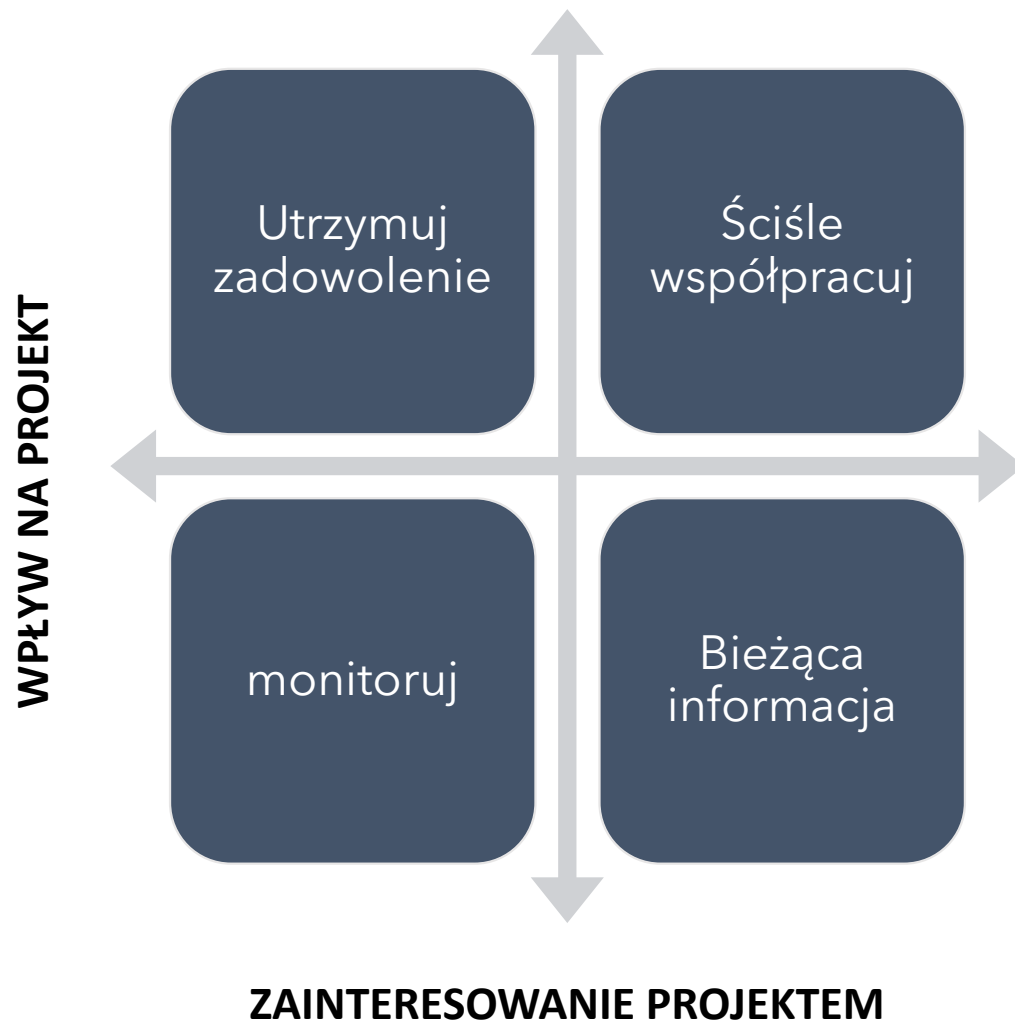 Utrzymuj
zadowolenie
Ściśle
współpracuj
WPŁYW NA PROJEKT
monitoruj
Bieżąca
informacja
ZAINTERESOWANIE PROJEKTEM